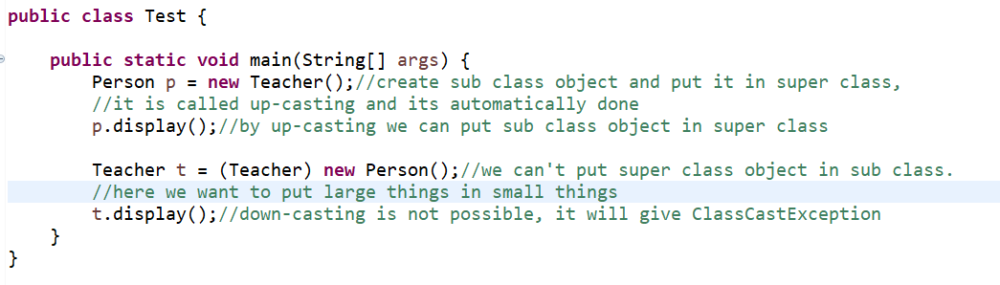 public class Test {
public static void main(String[] args) {
Person p = new Teacher();//create sub class object and put it in super class,
//it is called up-casting and its automatically done
p.display();//by up-casting we can put sub class object in super class
Teacher t = (Teacher) new Person();//we can't put super class object in sub class.
//here we want to put large things in small things
t.display();//down-casting is not possible, it will give ClassCastException
}
}